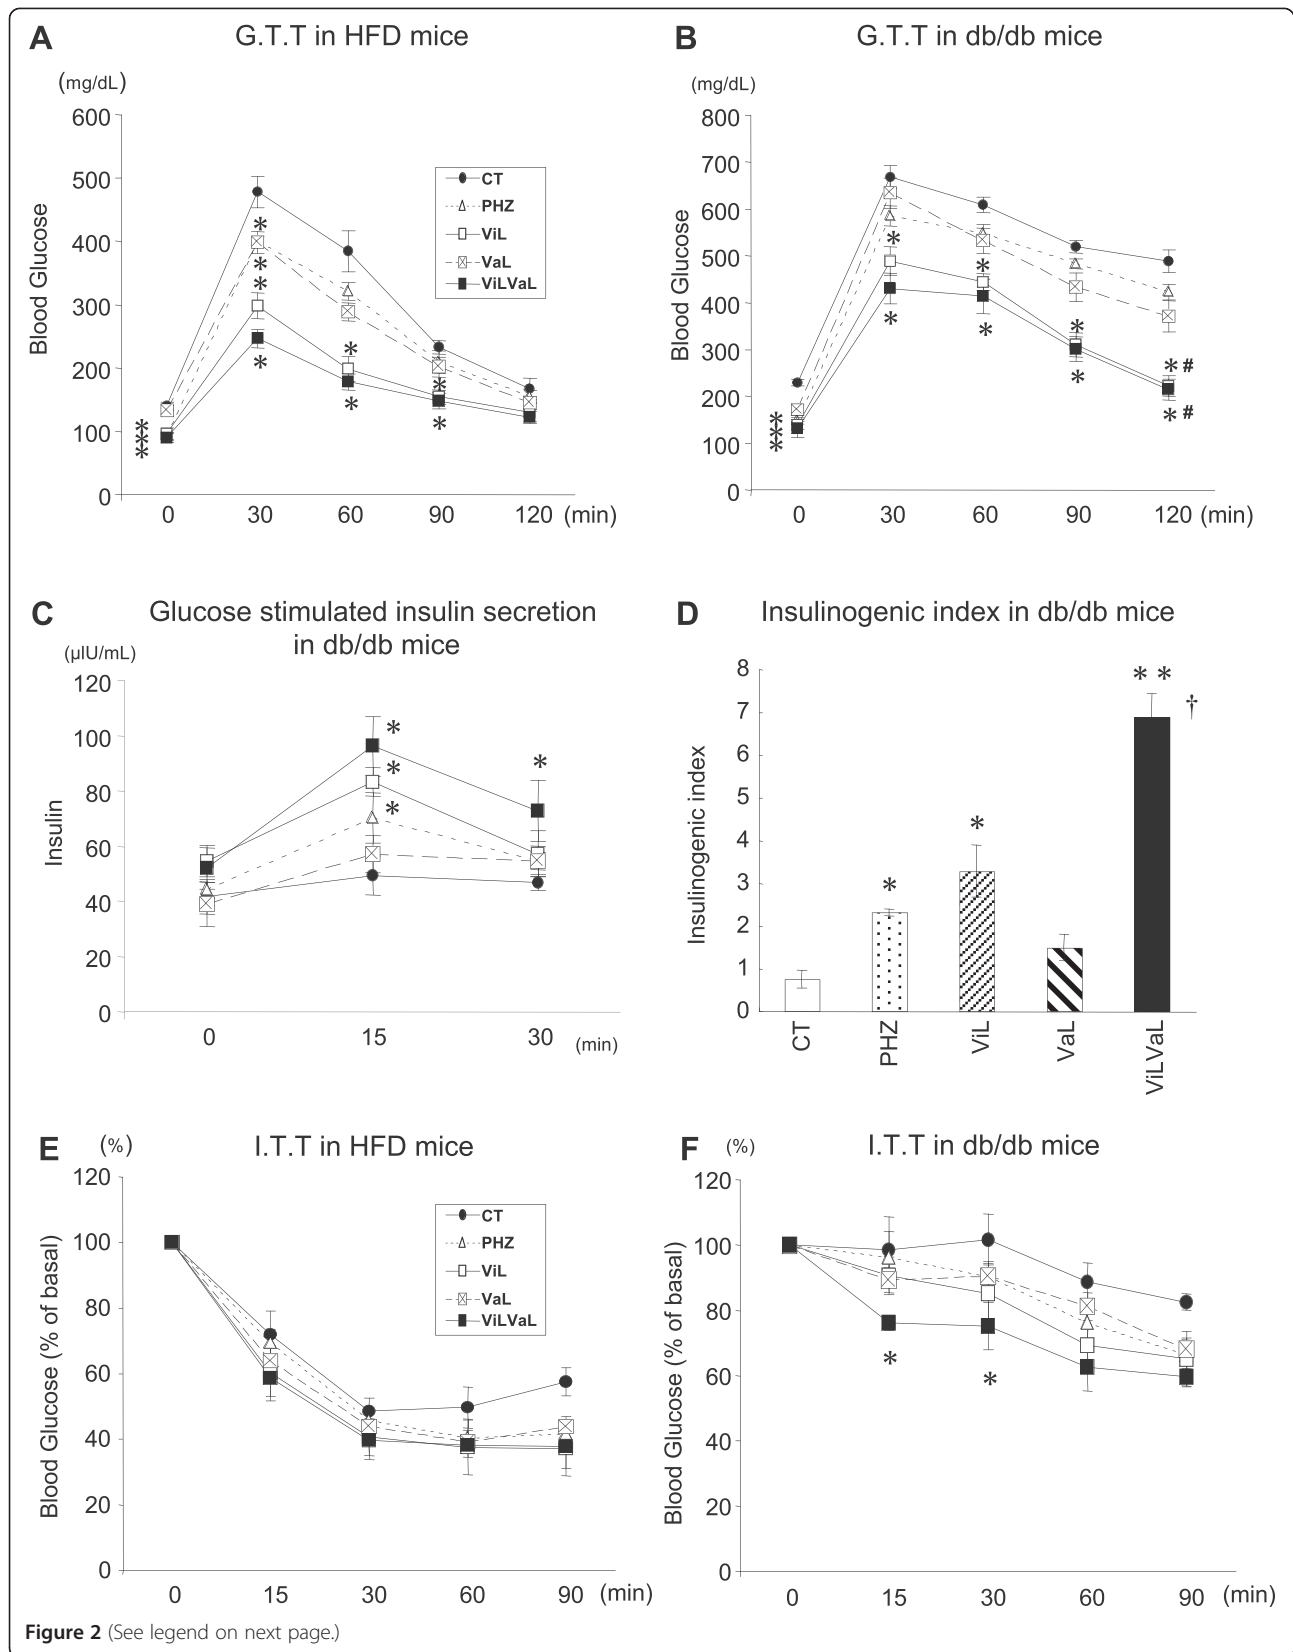 A
G.T.T in HFD mice
(mg/dL)
600
500
400
300
200
100
0
Blood Glucose
CT
PHZ
ViL
VaL
ViLVaL
*
*
*
*
*
*
*
*
*
*
*
0 30 60 90 120 (min)
B
G.T.T in db/db mice
(mg/dL)
800
700
600
500
400
300
200
100
0
Blood Glucose
*
*
*
*
*
*
*
*
*
* #
* #
0 30 60 90 120 (min)
C
Glucose stimulated insulin secretion
in db/db mice
(µIU/mL)
120
100
80
60
40
20
0
Insulin
*
*
*
*
0 15 30 (min)
D
Insulinogenic index in db/db mice
8
7
6
5
4
3
2
1
0
Insulinogenic index
*
*
* *
†
CT
PHZ
ViL
VaL
ViLVaL
E
(%)
I.T.T in HFD mice
120
100
80
60
40
20
0
Blood Glucose (% of basal)
CT
PHZ
ViL
VaL
ViLVaL
0 15 30 60 90 (min)
F
(%)
I.T.T in db/db mice
120
100
80
60
40
20
0
Blood Glucose (% of basal)
*
*
0 15 30 60 90 (min)
Figure 2 (See legend on next page.)